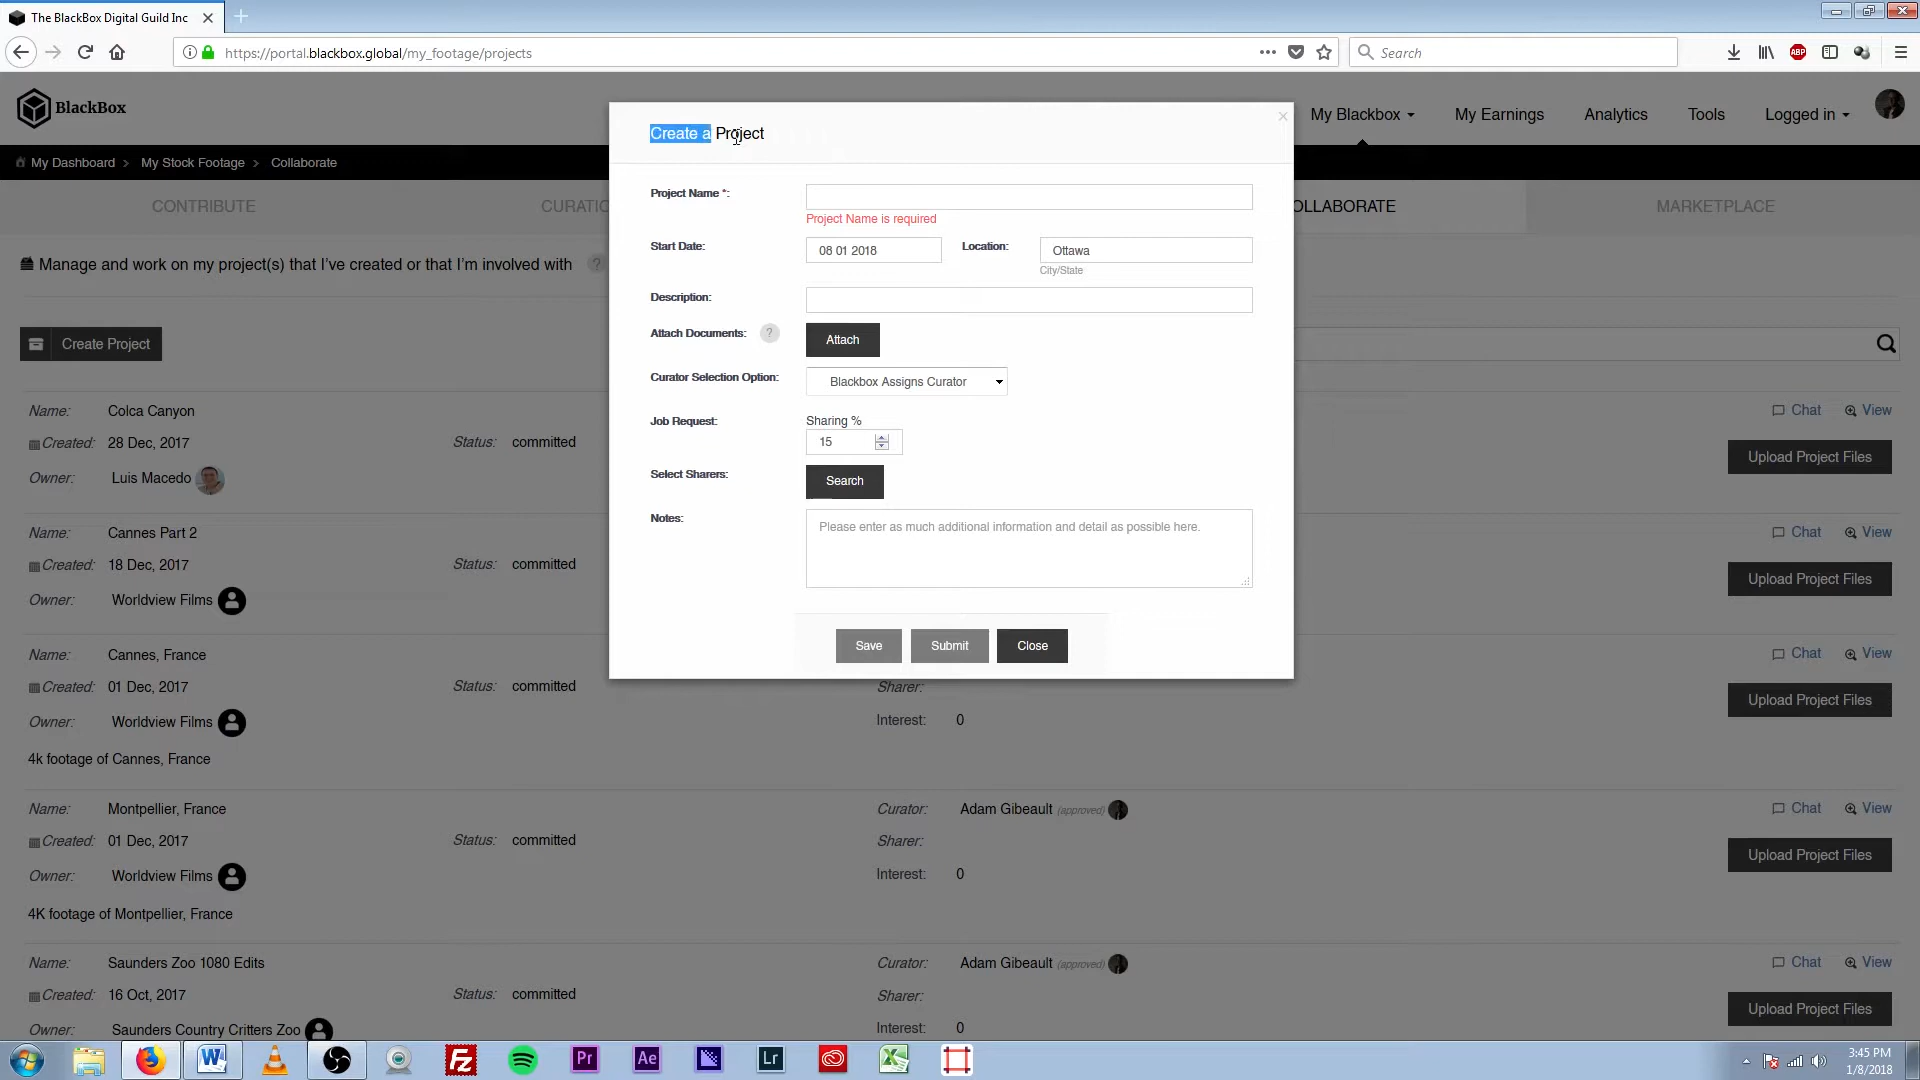 The BlackBox Digital Guild Inc
https://portal.blackbox.global/my_footage/projects
Search
BlackBox
My Blackbox
My Earnings
Analytics
Tools
Logged in
My Dashboard > My Stock Footage > Collaborate
CONTRIBUTE
CURATIO
OLLABORATE
MARKETPLACE
Manage and work on my project(s) that I've created or that I'm involved with ?
Create Project
Create a Project
Project Name *:
Project Name is required
Start Date: 08 01 2018 Location: Ottawa
City/State
Description:
Attach Documents: ? Attach
Curator Selection Option: Blackbox Assigns Curator
Job Request: Sharing %
15
Select Sharers: Search
Notes: Please enter as much additional information and detail as possible here.
Save Submit Close
Name: Colca Canyon Chat View
Created: 28 Dec, 2017 Status: committed
Upload Project Files
Owner: Luis Macedo
Name: Cannes Part 2 Chat View
Created: 18 Dec, 2017 Status: committed
Upload Project Files
Owner: Worldview Films
Name: Cannes, France Chat View
Created: 01 Dec, 2017 Status: committed Sharer:
Upload Project Files
Owner: Worldview Films Interest: 0
4k footage of Cannes, France
Name: Montpellier, France Curator: Adam Gibeault (approved) Chat View
Created: 01 Dec, 2017 Status: committed Sharer:
Upload Project Files
Owner: Worldview Films Interest: 0
4K footage of Montpellier, France
Name: Saunders Zoo 1080 Edits Curator: Adam Gibeault (approved) Chat View
Created: 16 Oct, 2017 Status: committed Sharer:
Upload Project Files
Owner: Saunders Country Critters Zoo Interest: 0
ABP
W
Fz
Pr
Ae
Lr
3:45 PM
1/8/2018